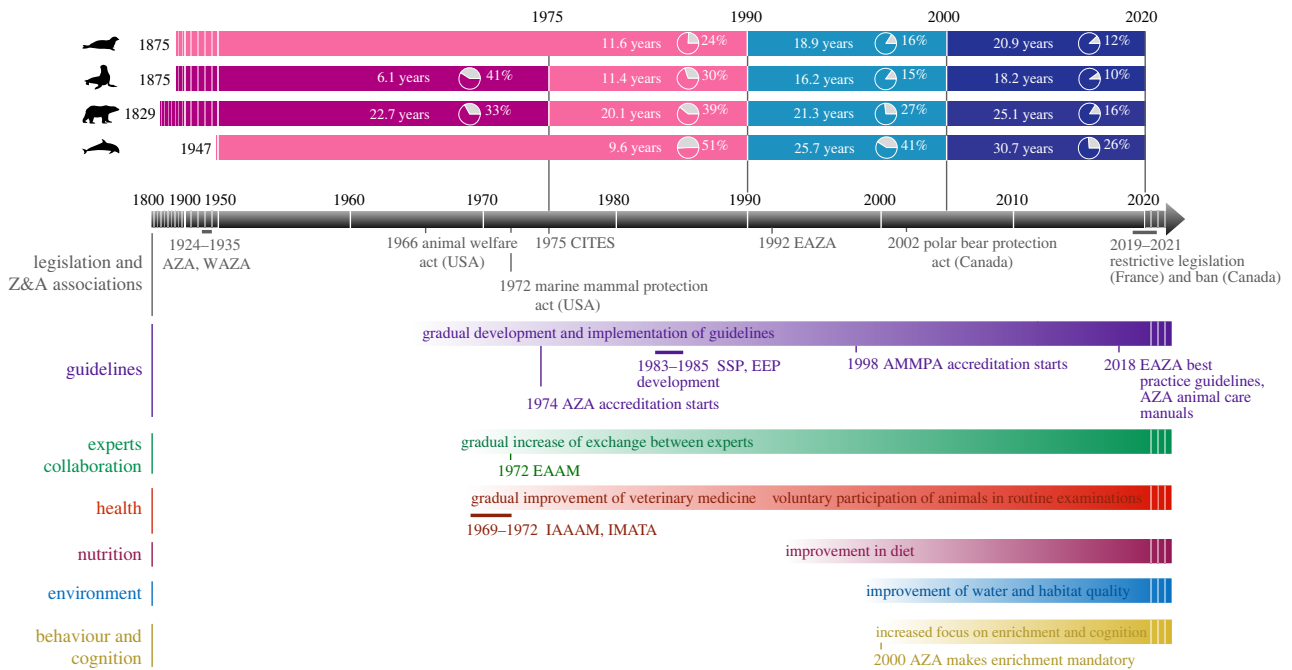 1975 1990 2000 2020
1875 11.6 years 24% 18.9 years 16% 20.9 years 12%
1875 6.1 years 41% 11.4 years 30% 16.2 years 15% 18.2 years 10%
1829 22.7 years 33% 20.1 years 39% 21.3 years 27% 25.1 years 16%
1947 9.6 years 51% 25.7 years 41% 30.7 years 26%
1800 1900 1950 1960 1970 1980 1990 2000 2010 2020
legislation and
Z&A associations
1924–1935
AZA, WAZA
1966 animal welfare
act (USA)
1975 CITES
1972 marine mammal protection
act (USA)
1992 EAZA
2002 polar bear protection
act (Canada)
2019–2021
restrictive legislation
(France) and ban (Canada)
guidelines
gradual development and implementation of guidelines
1974 AZA accreditation starts
1983–1985 SSP, EEP
development
1998 AMMPA accreditation starts
2018 EAZA best
practice guidelines,
AZA animal care
manuals
experts
collaboration
gradual increase of exchange between experts
1972 EAAM
health
gradual improvement of veterinary medicine voluntary participation of animals in routine examinations
1969–1972 IAAAM, IMATA
nutrition
improvement in diet
environment
improvement of water and habitat quality
behaviour and
cognition
increased focus on enrichment and cognition
2000 AZA makes enrichment mandatory